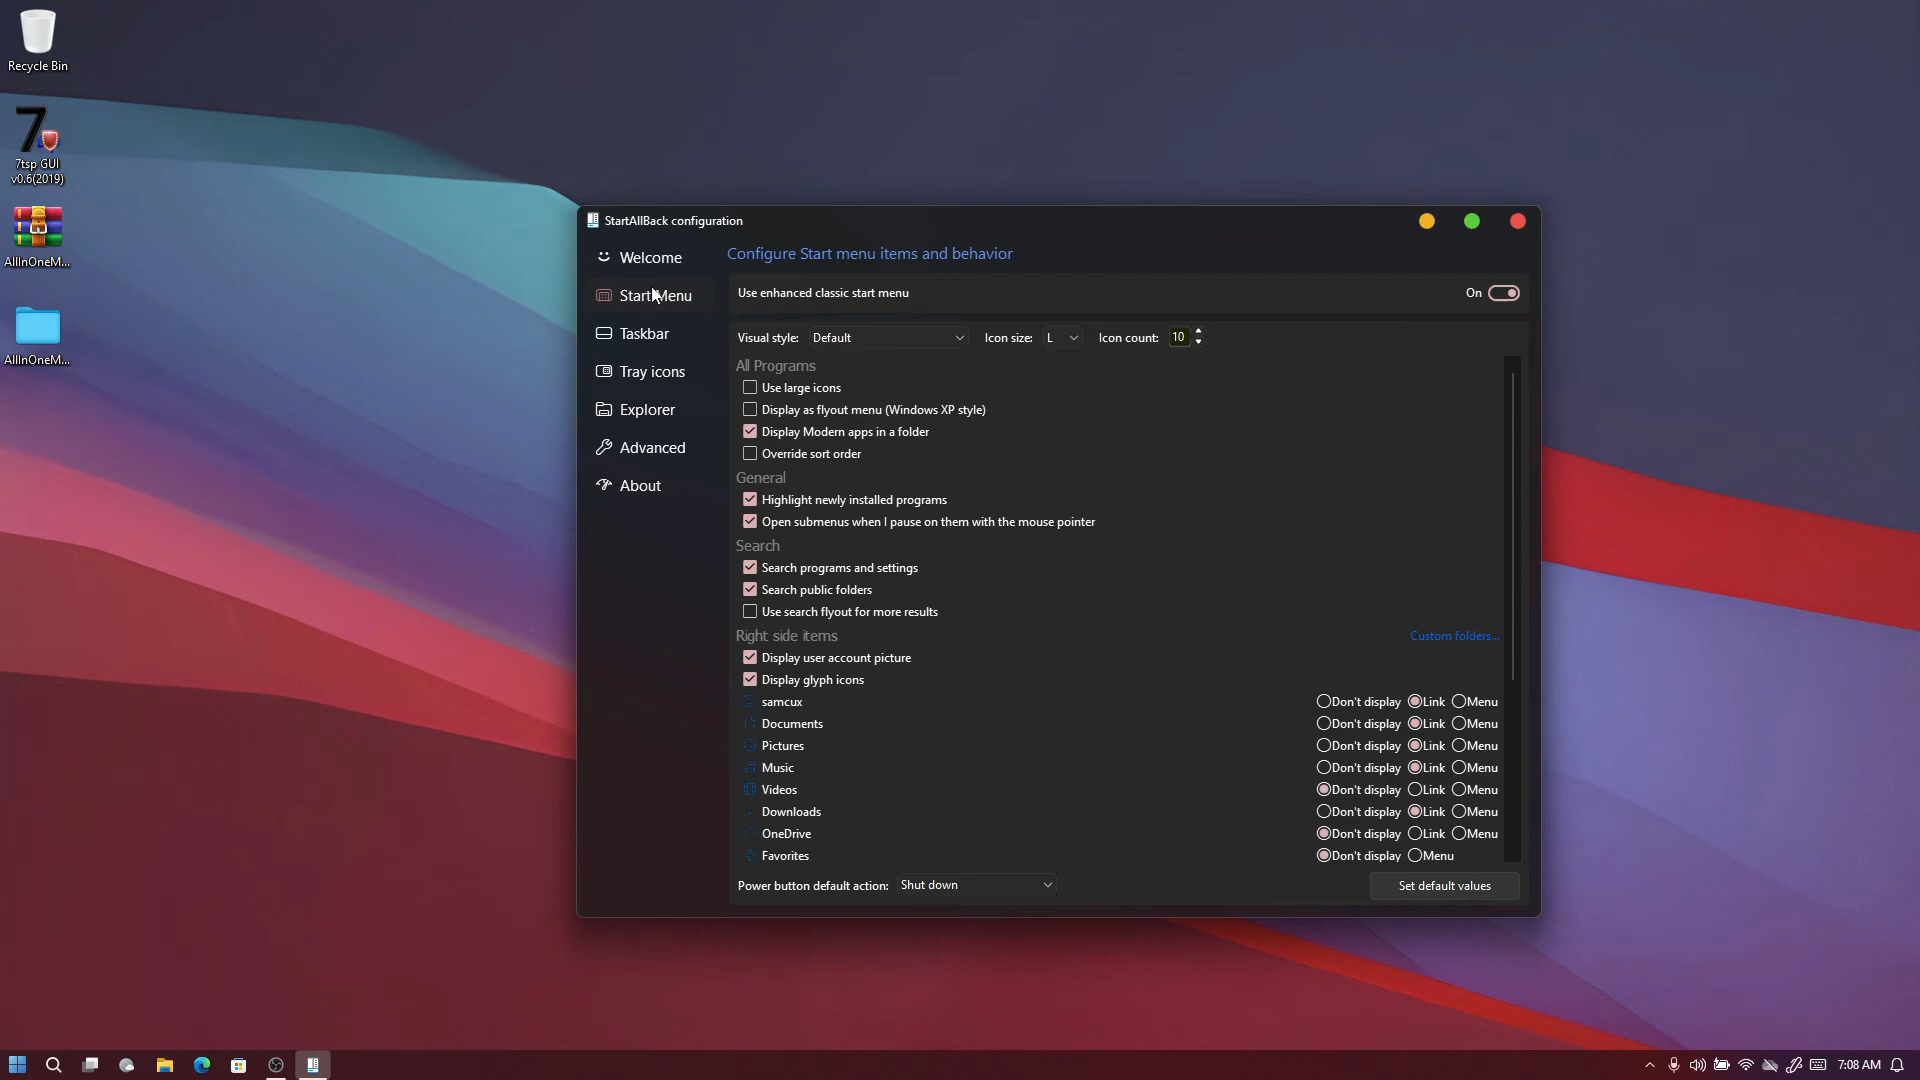 Recycle Bin
7tsp GUI
v0.6(2019)
AllInOneM...
AllInOneM...
StartAllBack configuration
Welcome
Start Menu
Taskbar
Tray icons
Explorer
Advanced
About
Configure Start menu items and behavior
Use enhanced classic start menu
On
Visual style: Default Icon size: L Icon count: 10
All Programs
Use large icons
Display as flyout menu (Windows XP style)
Display Modern apps in a folder
Override sort order
General
Highlight newly installed programs
Open submenus when I pause on them with the mouse pointer
Search
Search programs and settings
Search public folders
Use search flyout for more results
Right side items Custom folders...
Display user account picture
Display glyph icons
samcux Don't display Link Menu
Documents Don't display Link Menu
Pictures Don't display Link Menu
Music Don't display Link Menu
Videos Don't display Link Menu
Downloads Don't display Link Menu
OneDrive Don't display Link Menu
Favorites Don't display Menu
Power button default action: Shut down Set default values
7:08 AM